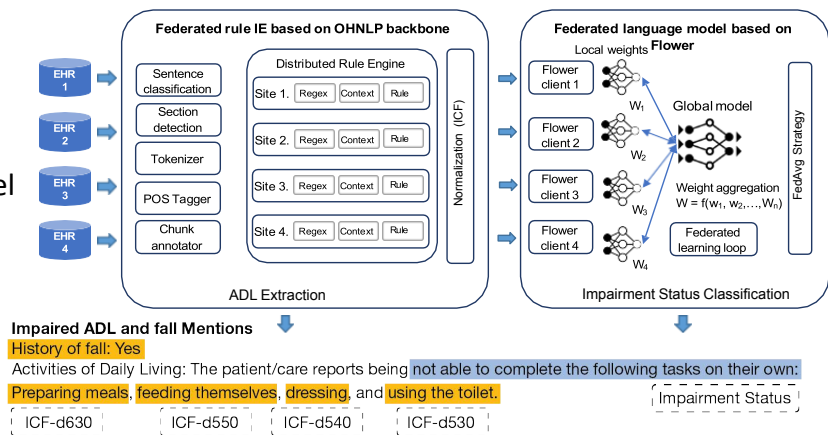 Federated rule IE based on OHNLP backbone
EHR
1
EHR
2
EHR
3
EHR
4
el
Sentence
classification
Section
detection
Tokenizer
POS Tagger
Chunk
annotator
Distributed Rule Engine
Site 1. Regex Context Rule
Site 2. Regex Context Rule
Site 3. Regex Context Rule
Site 4. Regex Context Rule
Normalization (ICF)
ADL Extraction
Federated language model based on
Flower
Local weights
Flower
client 1
Flower
client 2
Flower
client 3
Flower
client 4
W1
W2
W3
W4
Global model
Weight aggregation
W = f(w1, w2,…,Wn)
Federated
learning loop
FedAvg Strategy
Impairment Status Classification
Impaired ADL and fall Mentions
History of fall: Yes
Activities of Daily Living: The patient/care reports being not able to complete the following tasks on their own:
Preparing meals, feeding themselves, dressing, and using the toilet.
Impairment Status
ICF-d630 ICF-d550 ICF-d540 ICF-d530